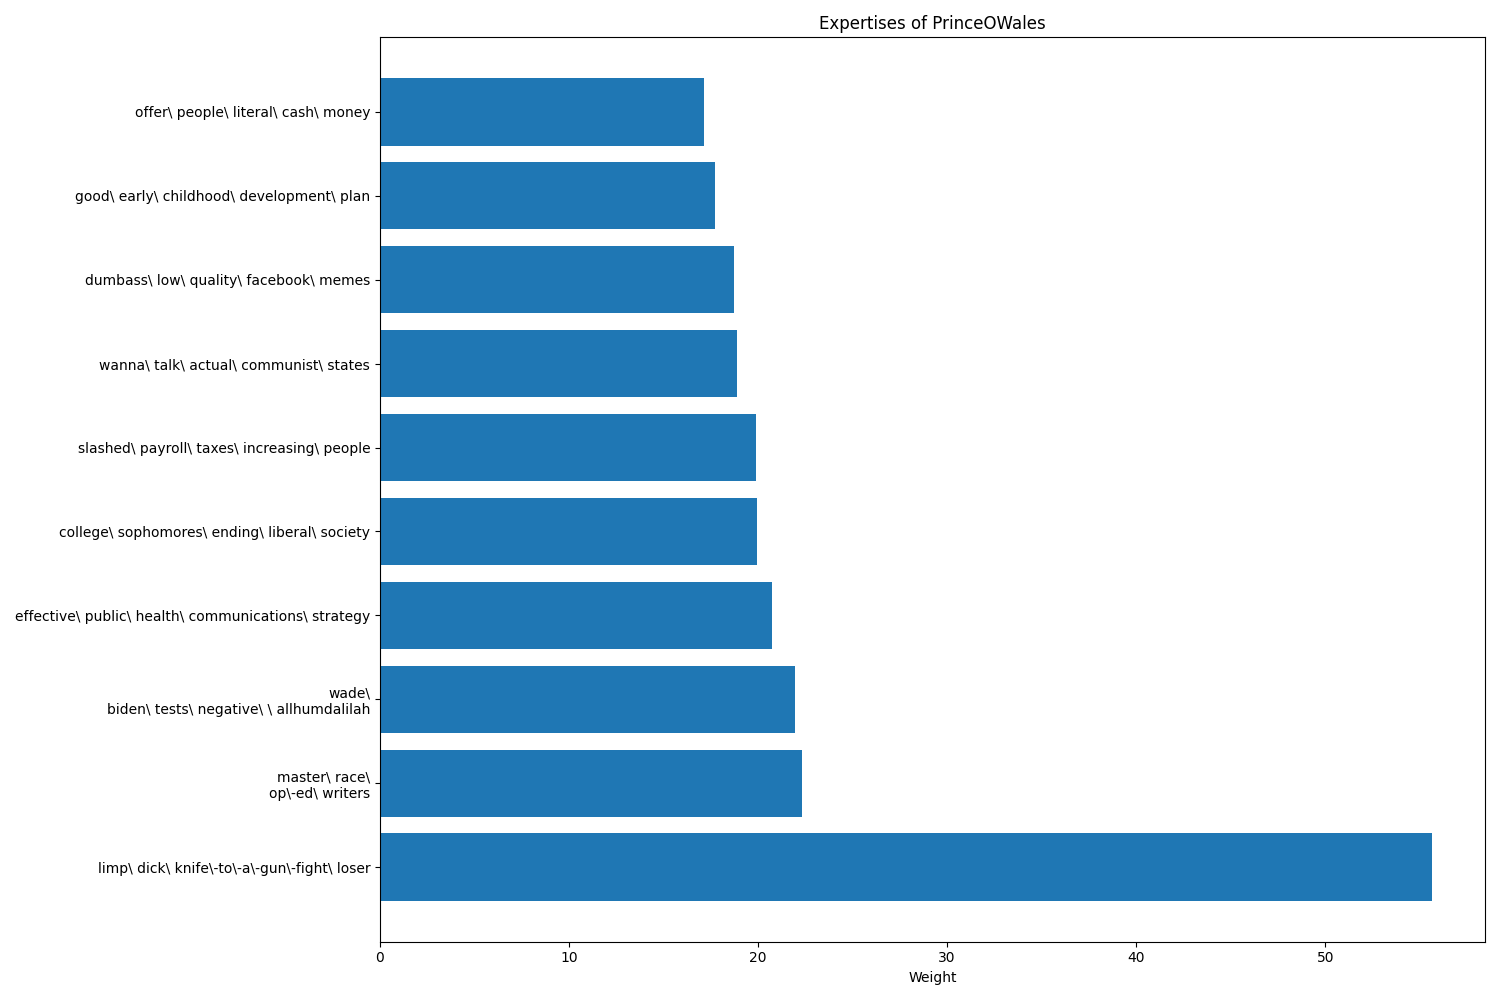 Expertises of PrinceOWales
offer\ people\ literal\ cash\ money
good\ early\ childhood\ development\ plan
dumbass\ low\ quality\ facebook\ memes
wanna\ talk\ actual\ communist\ states
slashed\ payroll\ taxes\ increasing\ people
college\ sophomores\ ending\ liberal\ society
effective\ public\ health\ communications\ strategy
wade\
biden\ tests\ negative\ \ allhumdalilah
master\ race\
op\-ed\ writers
limp\ dick\ knife\-to\-a\-gun\-fight\ loser
0 10 20 30 40 50
Weight